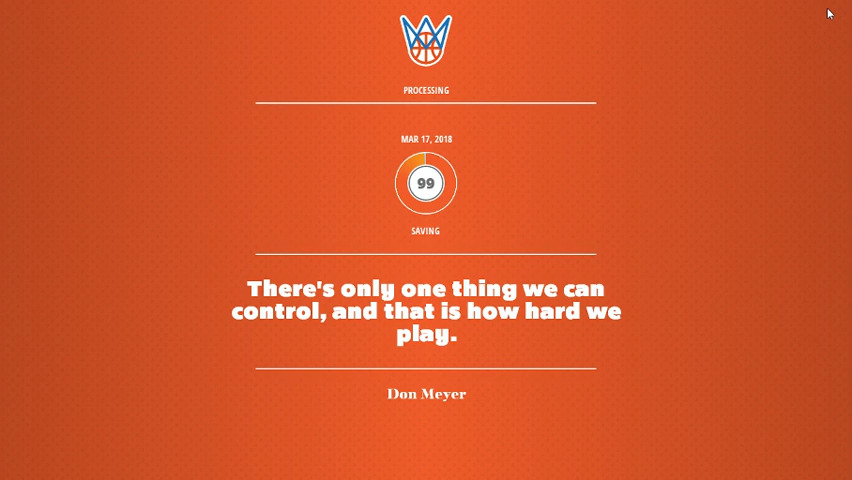 PROCESSING
MAR 17, 2018
99
SAVING
There's only one thing we can
control, and that is how hard we
play.
Don Meyer